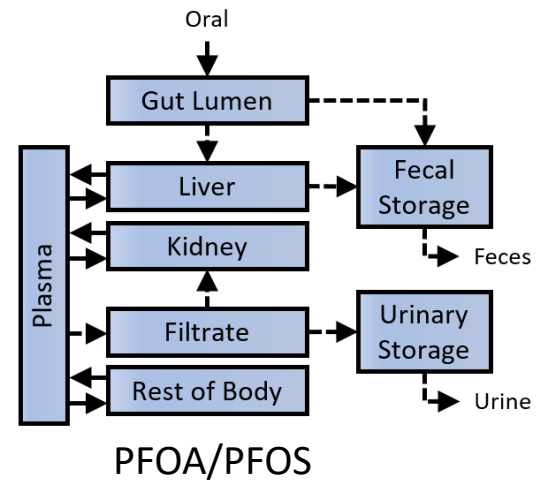 Oral
Gut Lumen
Liver
Fecal
Storage
Kidney
Feces
Plasma
Filtrate
Urinary
Storage
Rest of Body
Urine
PFOA/PFOS